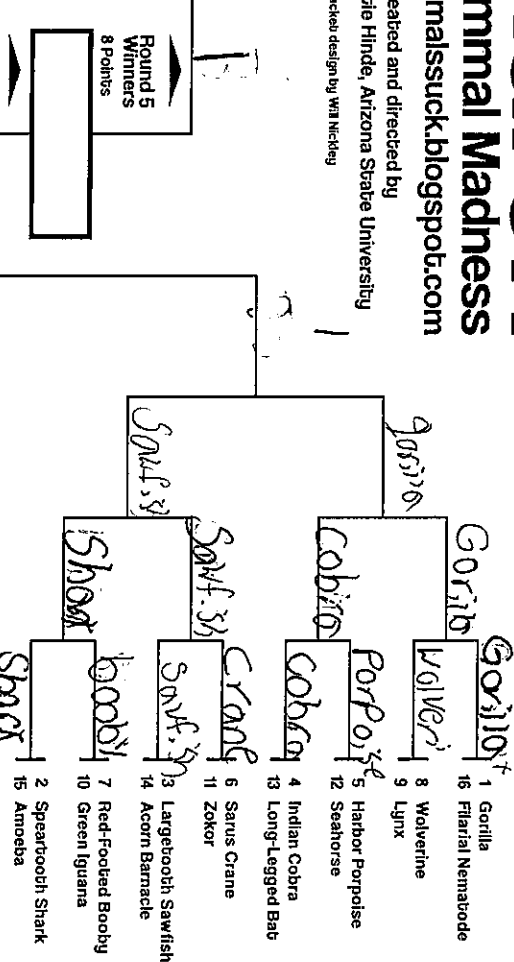 mmal Madness
malssuck.blogspot.com
eated and directed by
ie Hinde, Arizona State University
acket design by Will Nickley
Round 5
Winners
8 Points
gorilla
Gorilla
Gorilla
1 Gorilla
16 Filarial Nematode
Wolveri
8 Wolverine
9 Lynx
Cobra
Porpoise
5 Harbor Porpoise
12 Seahorse
Cobra
4 Indian Cobra
13 Long-Legged Bat
Sawfish
Sawfish
Crane
6 Sarus Crane
11 Zokor
Sawfish
3 Largetooth Sawfish
14 Acorn Barnacle
Shark
booby
7 Red-Footed Booby
10 Green Iguana
Shark
2 Speartooth Shark
15 Amoeba